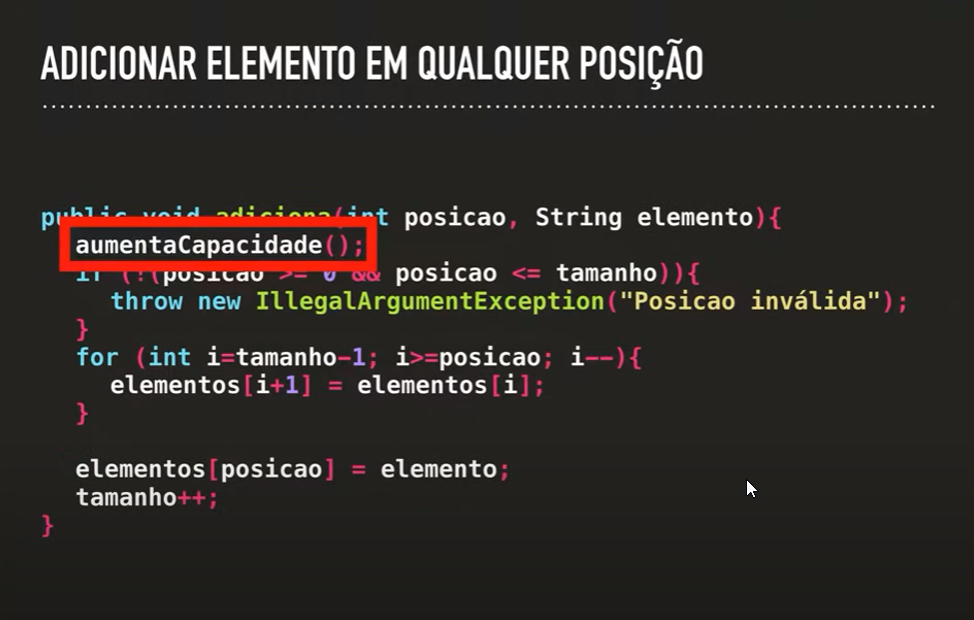 ADICIONAR ELEMENTO EM QUALQUER POSIÇÃO
public void adiciona(int posicao, String elemento){
aumentaCapacidade();
if (!(posicao >= 0 && posicao <= tamanho)){
throw new IllegalArgumentException("Posicao inválida");
}
for (int i=tamanho-1; i>=posicao; i--){
elementos[i+1] = elementos[i];
}
elementos[posicao] = elemento;
tamanho++;
}